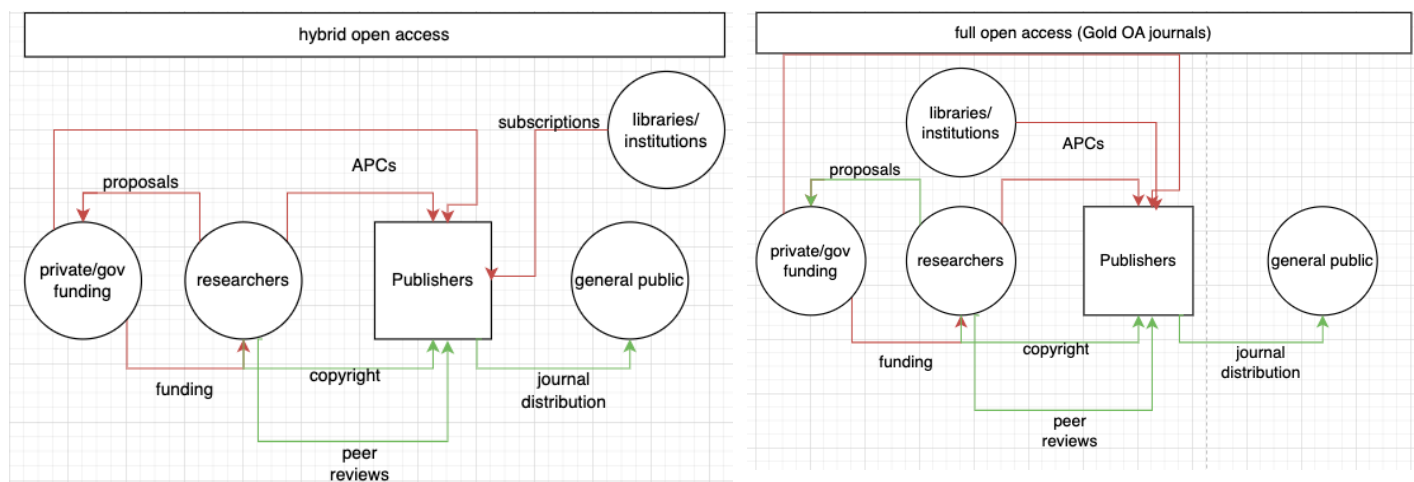 hybrid open access
libraries/
institutions
subscriptions
APCs
proposals
private/gov
funding
researchers
Publishers
general public
funding
copyright
journal
distribution
peer
reviews
full open access (Gold OA journals)
libraries/
institutions
APCs
proposals
private/gov
funding
researchers
Publishers
general public
funding
copyright
journal
distribution
peer
reviews